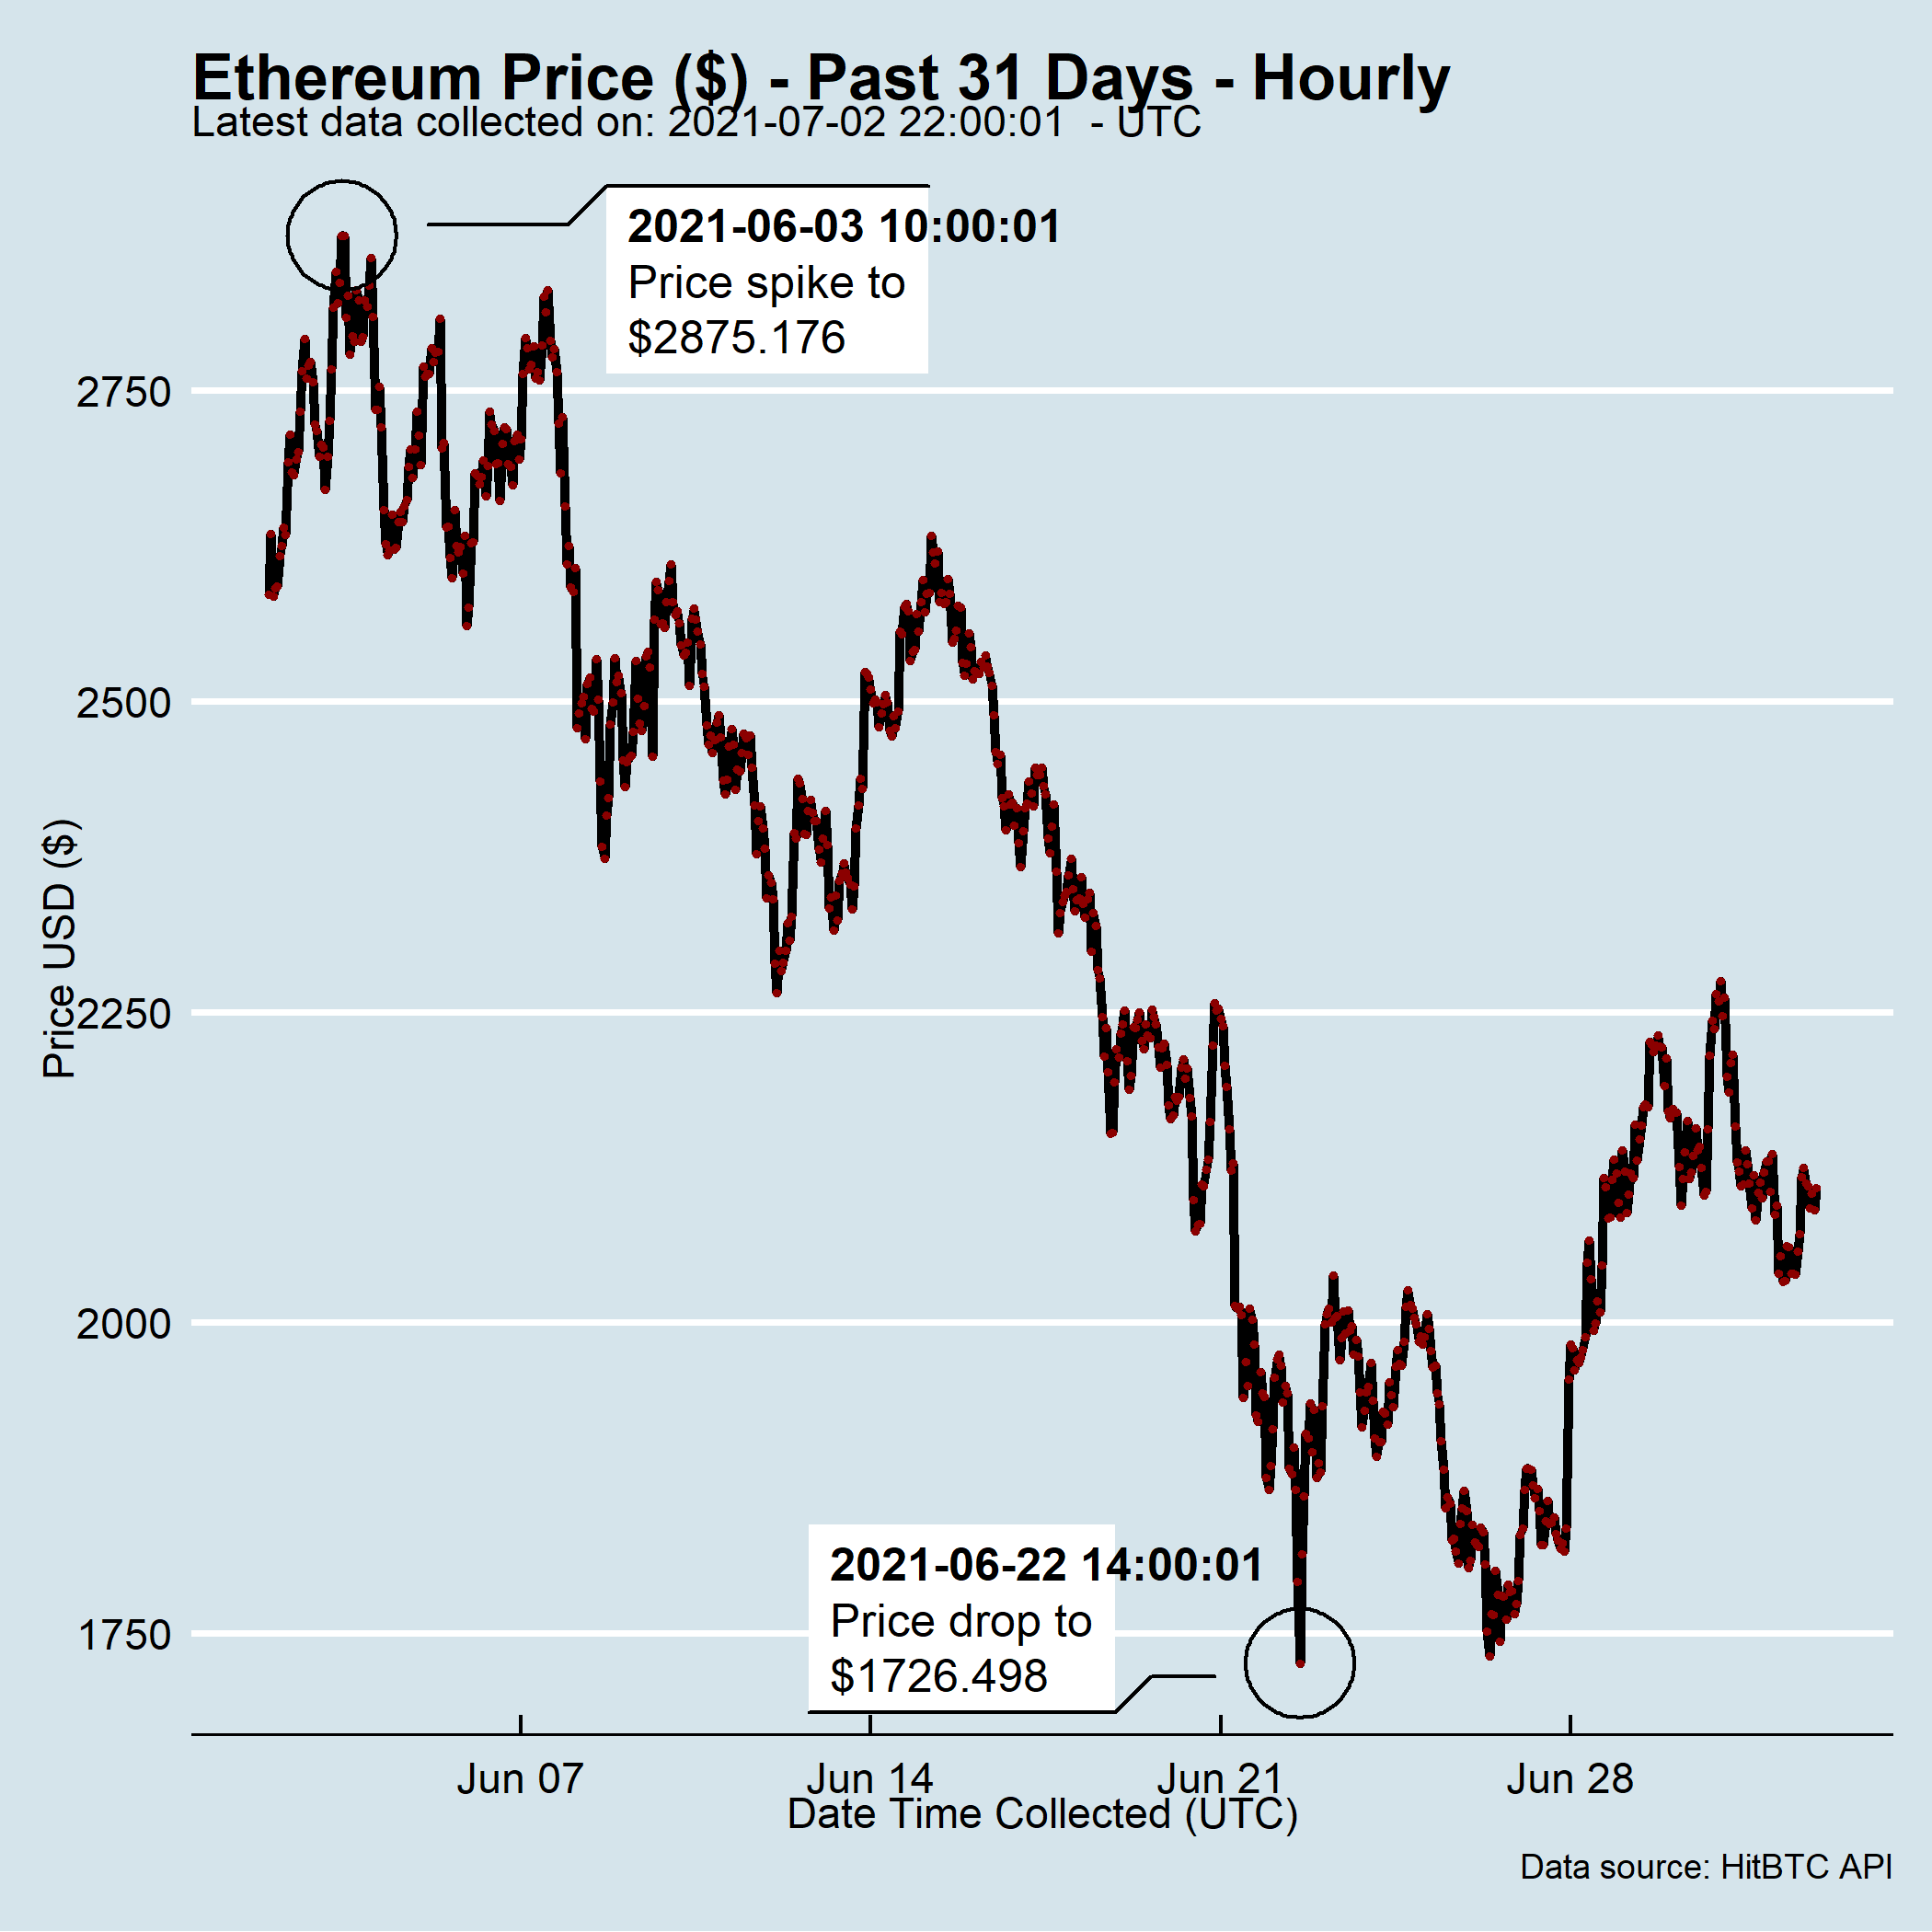 Ethereum Price ($) - Past 31 Days - Hourly
Latest data collected on: 2021-07-02 22:00:01  - UTC
2021-06-03 10:00:01
Price spike to
$2875.176
2750
2500
2250
2000
1750
Price USD ($)
2021-06-22 14:00:01
Price drop to
$1726.498
Jun 07
Jun 14
Jun 21
Jun 28
Date Time Collected (UTC)
Data source: HitBTC API